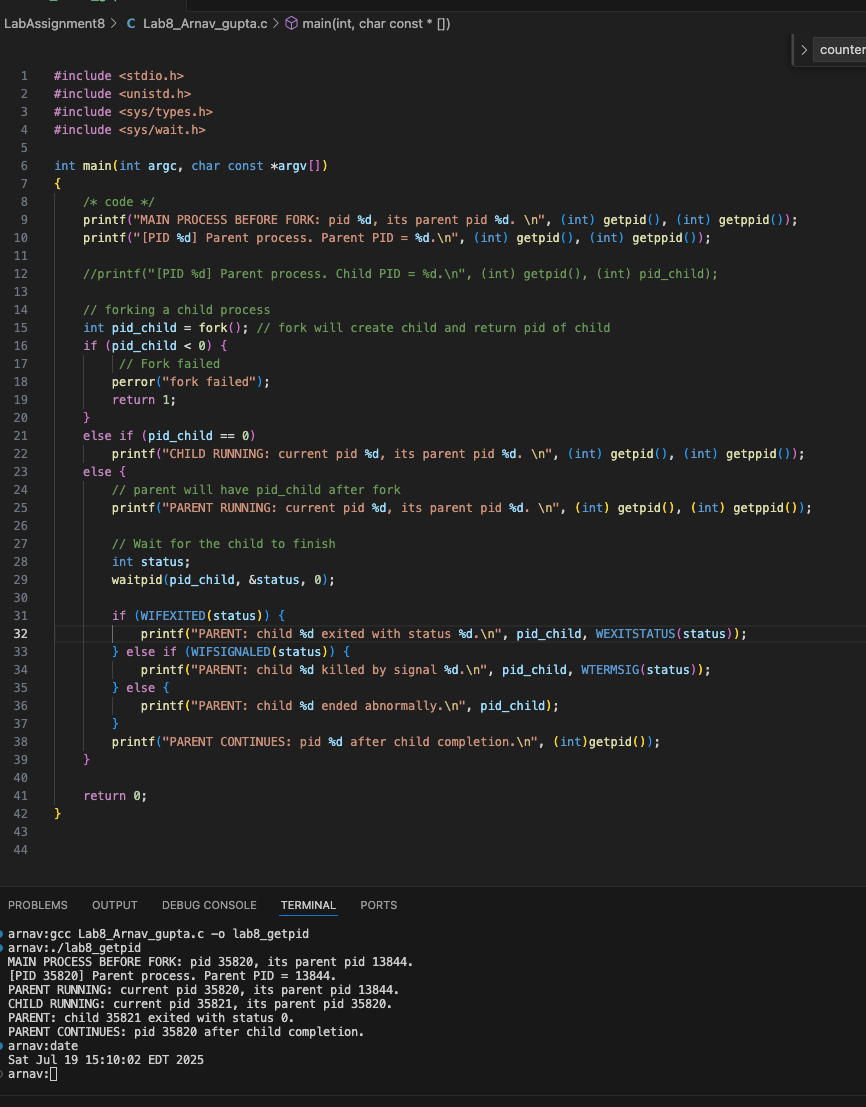 LabAssignment8 > C Lab8_Arnav_gupta.c > main(int, char const * [])
> counter
1 #include <stdio.h>
2 #include <unistd.h>
3 #include <sys/types.h>
4 #include <sys/wait.h>
5
6 int main(int argc, char const *argv[])
7 {
8 /* code */
9 printf("MAIN PROCESS BEFORE FORK: pid %d, its parent pid %d. \n", (int) getpid(), (int) getppid());
10 printf("[PID %d] Parent process. Parent PID = %d.\n", (int) getpid(), (int) getppid());
11
12 //printf("[PID %d] Parent process. Child PID = %d.\n", (int) getpid(), (int) pid_child);
13
14 // forking a child process
15 int pid_child = fork(); // fork will create child and return pid of child
16 if (pid_child < 0) {
17 // Fork failed
18 perror("fork failed");
19 return 1;
20 }
21 else if (pid_child == 0)
22 printf("CHILD RUNNING: current pid %d, its parent pid %d. \n", (int) getpid(), (int) getppid());
23 else {
24 // parent will have pid_child after fork
25 printf("PARENT RUNNING: current pid %d, its parent pid %d. \n", (int) getpid(), (int) getppid());
26
27 // Wait for the child to finish
28 int status;
29 waitpid(pid_child, &status, 0);
30
31 if (WIFEXITED(status)) {
32 printf("PARENT: child %d exited with status %d.\n", pid_child, WEXITSTATUS(status));
33 } else if (WIFSIGNALED(status)) {
34 printf("PARENT: child %d killed by signal %d.\n", pid_child, WTERMSIG(status));
35 } else {
36 printf("PARENT: child %d ended abnormally.\n", pid_child);
37 }
38 printf("PARENT CONTINUES: pid %d after child completion.\n", (int)getpid());
39 }
40
41 return 0;
42 }
43
44
PROBLEMS OUTPUT DEBUG CONSOLE TERMINAL PORTS
arnav:gcc Lab8_Arnav_gupta.c -o lab8_getpid
arnav:./lab8_getpid
MAIN PROCESS BEFORE FORK: pid 35820, its parent pid 13844.
[PID 35820] Parent process. Parent PID = 13844.
PARENT RUNNING: current pid 35820, its parent pid 13844.
CHILD RUNNING: current pid 35821, its parent pid 35820.
PARENT: child 35821 exited with status 0.
PARENT CONTINUES: pid 35820 after child completion.
arnav:date
Sat Jul 19 15:10:02 EDT 2025
arnav: